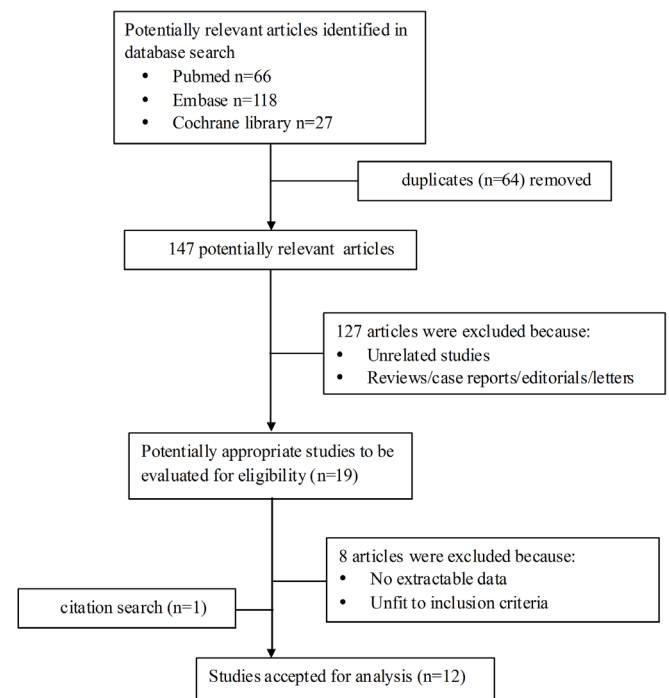 Potentially relevant articles identified in
database search
• Pubmed n=66
• Embase n=118
• Cochrane library n=27
duplicates (n=64) removed
147 potentially relevant articles
127 articles were excluded because:
• Unrelated studies
• Reviews/case reports/editorials/letters
Potentially appropriate studies to be
evaluated for eligibility (n=19)
8 articles were excluded because:
• No extractable data
• Unfit to inclusion criteria
citation search (n=1)
Studies accepted for analysis (n=12)